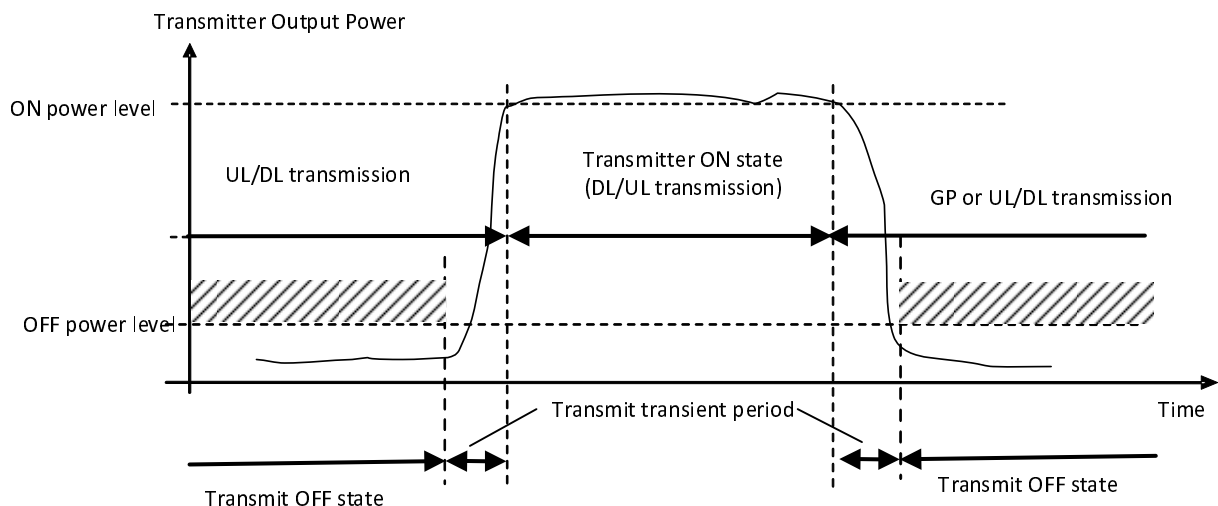 Transmitter Output Power
ON power level
UL/DL transmission
Transmitter ON state
(DL/UL transmission)
GP or UL/DL transmission
OFF power level
Transmit transient period
Time
Transmit OFF state
Transmit OFF state